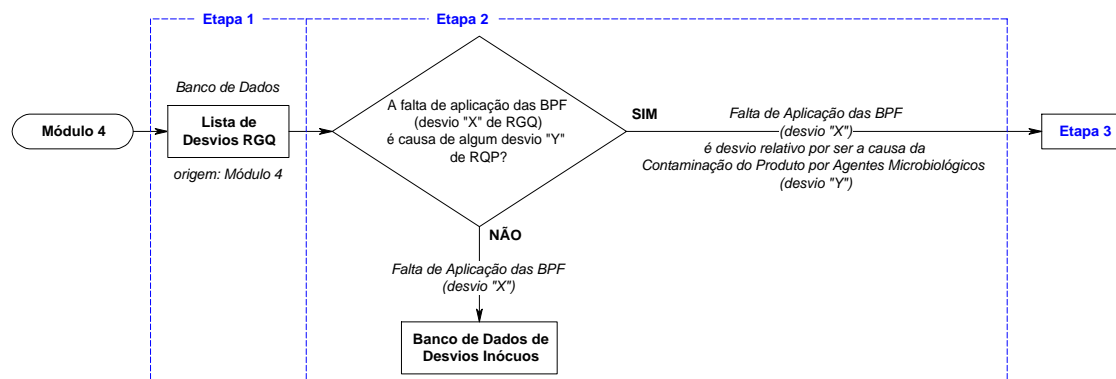 Etapa 1
Etapa 2
Módulo 4
Banco de Dados
Lista de
Desvios RGQ
origem: Módulo 4
A falta de aplicação das BPF
(desvio "X" de RGQ)
é causa de algum desvio "Y"
de RQP?
SIM
Falta de Aplicação das BPF
(desvio "X")
é desvio relativo por ser a causa da
Contaminação do Produto por Agentes Microbiológicos
(desvio "Y")
Etapa 3
NÃO
Falta de Aplicação das BPF
(desvio "X")
Banco de Dados de
Desvios Inócuos